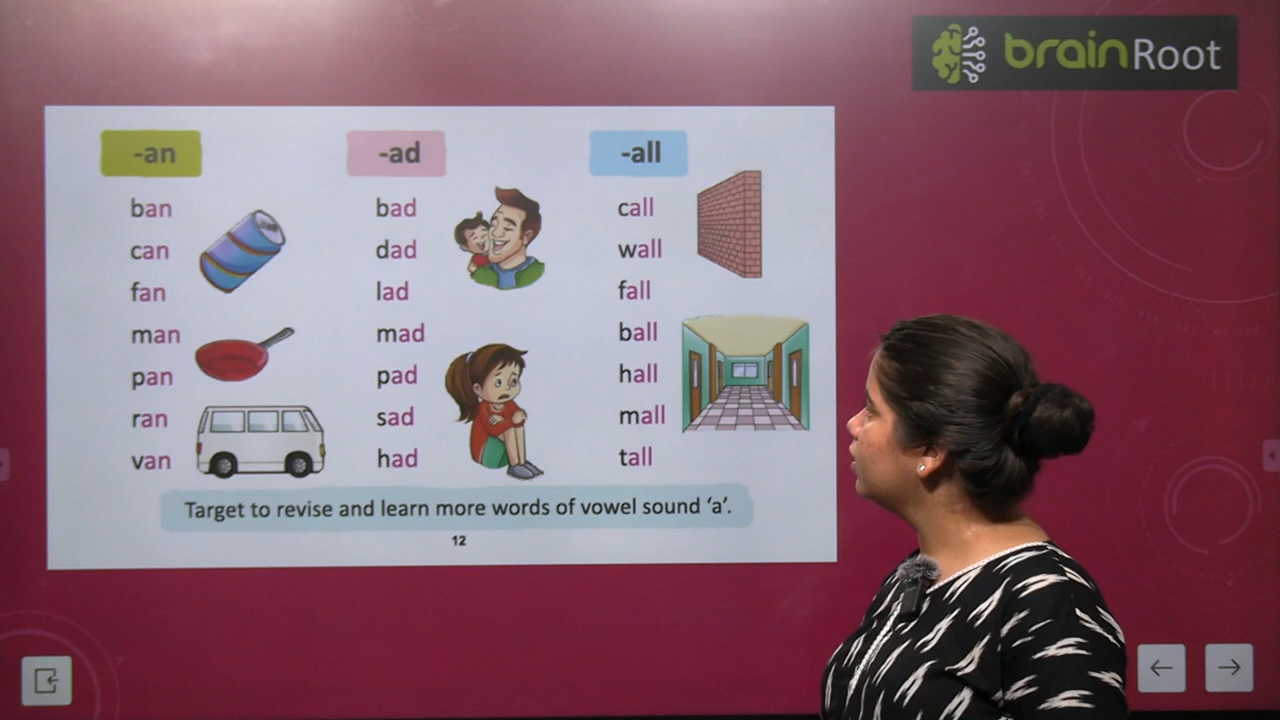 brainRoot
-an
ban
can
fan
man
pan
ran
van
-ad
bad
dad
lad
mad
pad
sad
had
-all
call
wall
fall
ball
hall
mall
tall
Target to revise and learn more words of vowel sound ‘a’.
12